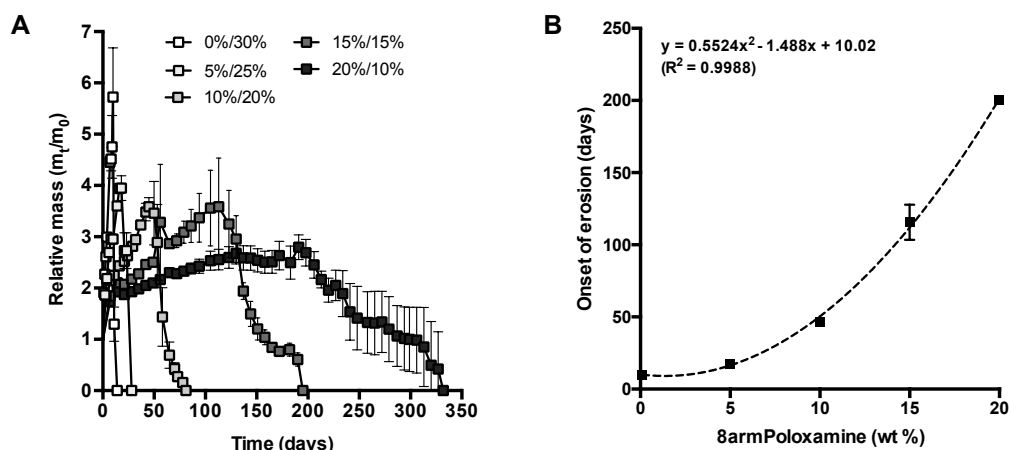 A
Relative mass (mt/m0)
7
6
5
4
3
2
1
0
0%/30%
5%/25%
10%/20%
15%/15%
20%/10%
0 50 100 150 200 250 300 350
Time (days)
B
Onset of erosion (days)
250
200
150
100
50
0
y = 0.5524x² - 1.488x + 10.02
(R² = 0.9988)
0 5 10 15 20
8armPoloxamine (wt %)